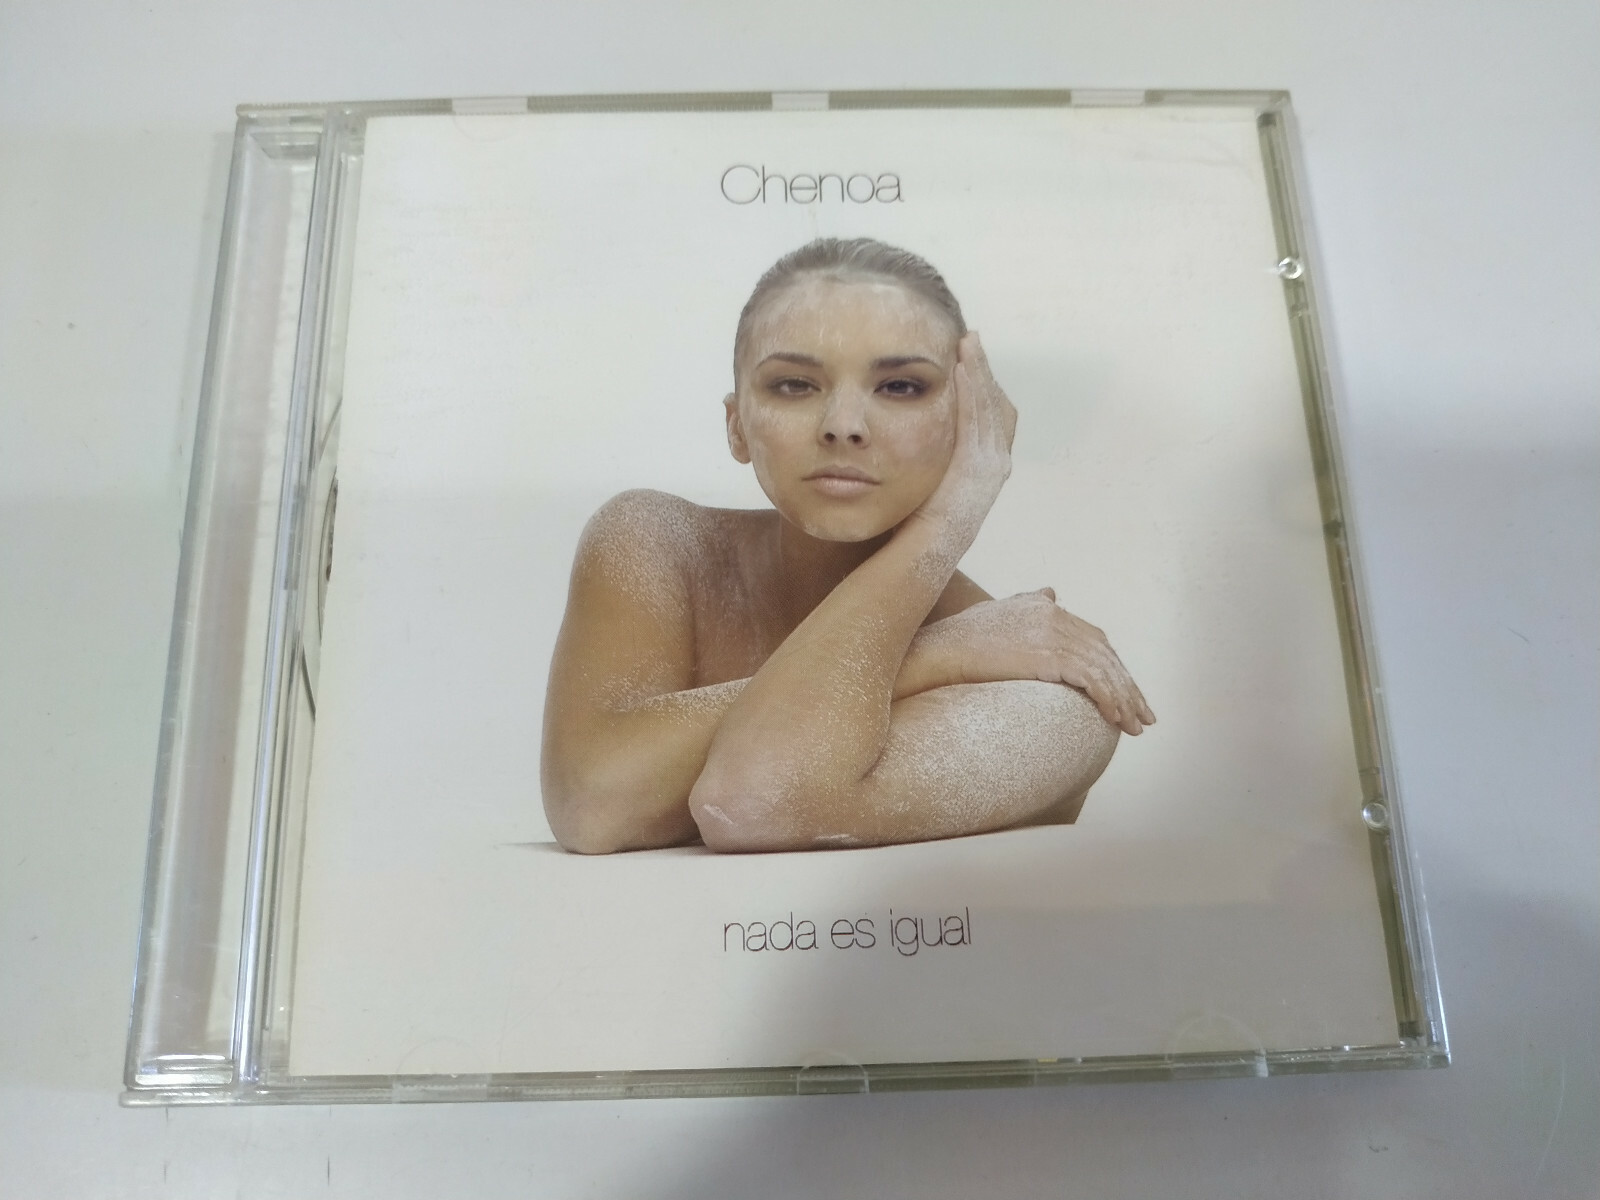 Chenoa
nada es igual